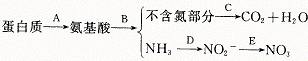 不含氮部分 C→ CO₂+H₂O
蛋白质 A→ 氨基酸 B→ {
NH₃ D→ NO₂⁻ E→ NO₃